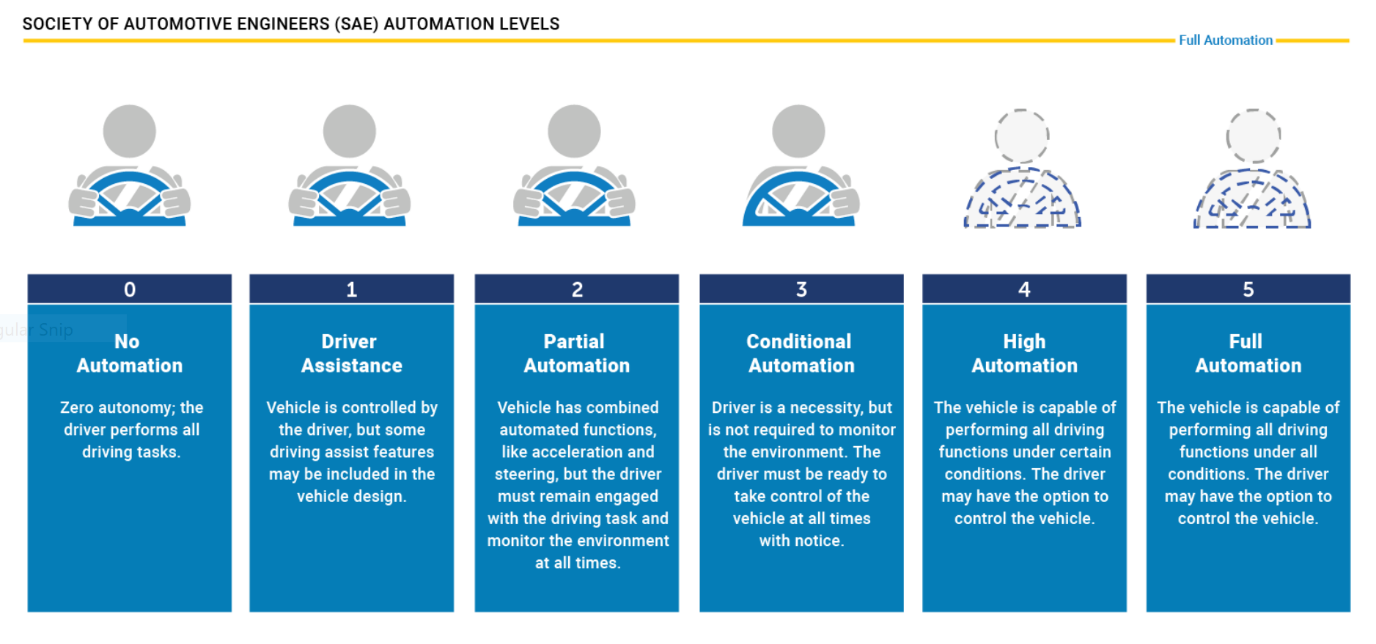 SOCIETY OF AUTOMOTIVE ENGINEERS (SAE) AUTOMATION LEVELS
Full Automation
0
No
Automation
Zero autonomy; the
driver performs all
driving tasks.
1
Driver
Assistance
Vehicle is controlled by
the driver, but some
driving assist features
may be included in the
vehicle design.
2
Partial
Automation
Vehicle has combined
automated functions,
like acceleration and
steering, but the driver
must remain engaged
with the driving task and
monitor the environment
at all times.
3
Conditional
Automation
Driver is a necessity, but
is not required to monitor
the environment. The
driver must be ready to
take control of the
vehicle at all times
with notice.
4
High
Automation
The vehicle is capable of
performing all driving
functions under certain
conditions. The driver
may have the option to
control the vehicle.
5
Full
Automation
The vehicle is capable of
performing all driving
functions under all
conditions. The driver
may have the option to
control the vehicle.
Snip